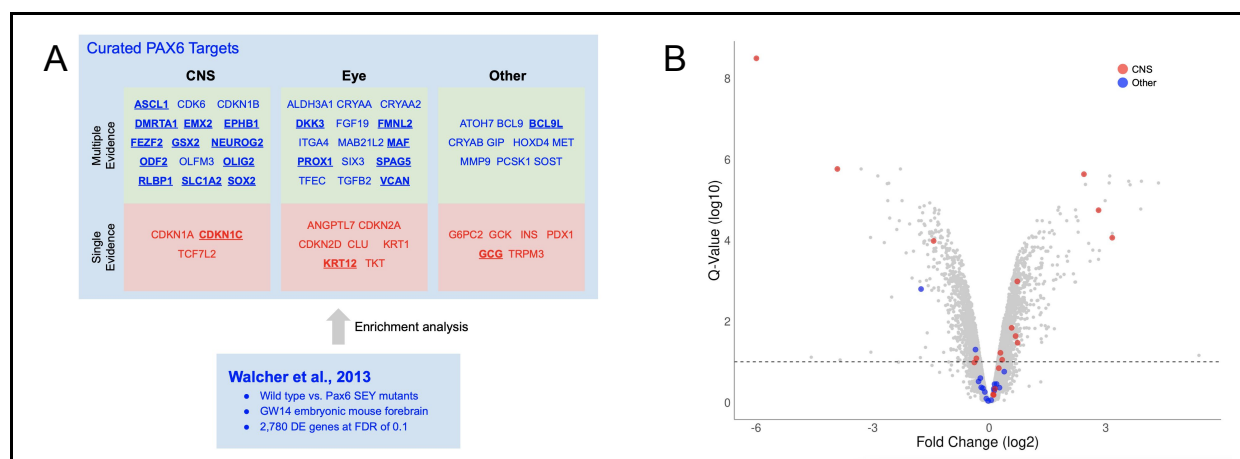 A
Curated PAX6 Targets
CNS Eye Other
Multiple Evidence
ASCL1 CDK6 CDKN1B
DMRTA1 EMX2 EPHB1
FEZF2 GSX2 NEUROG2
ODF2 OLFM3 OLIG2
RLBP1 SLC1A2 SOX2
ALDH3A1 CRYAA CRYAA2
DKK3 FGF19 FMNL2
ITGA4 MAB21L2 MAF
PROX1 SIX3 SPAG5
TFEC TGFB2 VCAN
ATOH7 BCL9 BCL9L
CRYAB GIP HOXD4 MET
MMP9 PCSK1 SOST
Single Evidence
CDKN1A CDKN1C
TCF7L2
ANGPTL7 CDKN2A
CDKN2D CLU KRT1
KRT12 TKT
G6PC2 GCK INS PDX1
GCG TRPM3
Enrichment analysis
Walcher et al., 2013
● Wild type vs. Pax6 SEY mutants
● GW14 embryonic mouse forebrain
● 2,780 DE genes at FDR of 0.1
B
CNS
Other
Q-Value (log10)
8
6
4
2
0
-6 -3 0 3
Fold Change (log2)